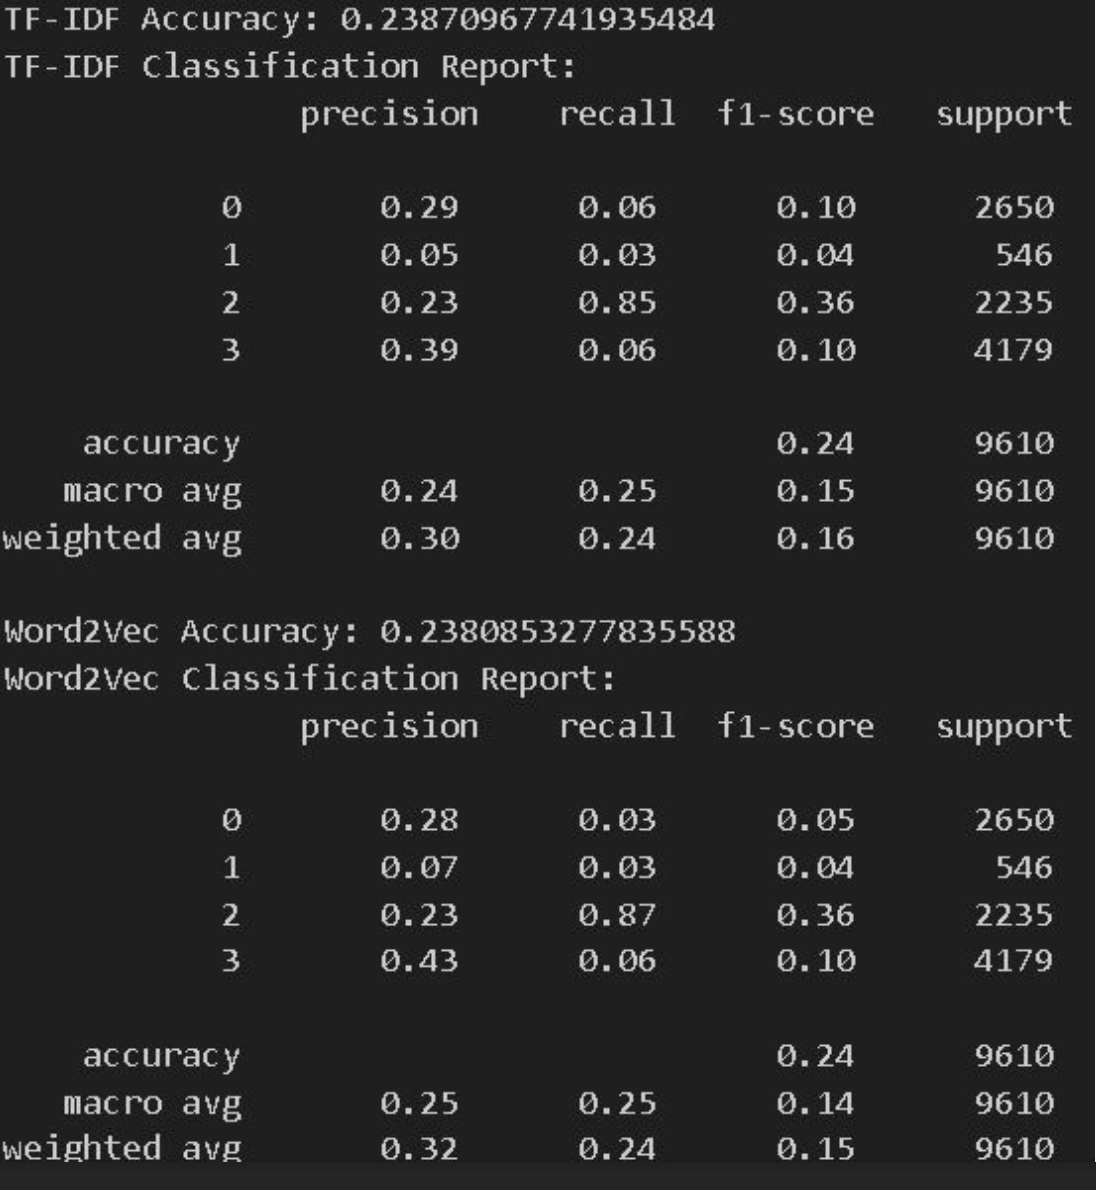 TF-IDF Accuracy: 0.23870967741935484
TF-IDF Classification Report:
precision recall f1-score support
0 0.29 0.06 0.10 2650
1 0.05 0.03 0.04 546
2 0.23 0.85 0.36 2235
3 0.39 0.06 0.10 4179
accuracy 0.24 9610
macro avg 0.24 0.25 0.15 9610
weighted avg 0.30 0.24 0.16 9610
Word2Vec Accuracy: 0.2380853277835588
Word2Vec Classification Report:
precision recall f1-score support
0 0.28 0.03 0.05 2650
1 0.07 0.03 0.04 546
2 0.23 0.87 0.36 2235
3 0.43 0.06 0.10 4179
accuracy 0.24 9610
macro avg 0.25 0.25 0.14 9610
weighted avg 0.32 0.24 0.15 9610